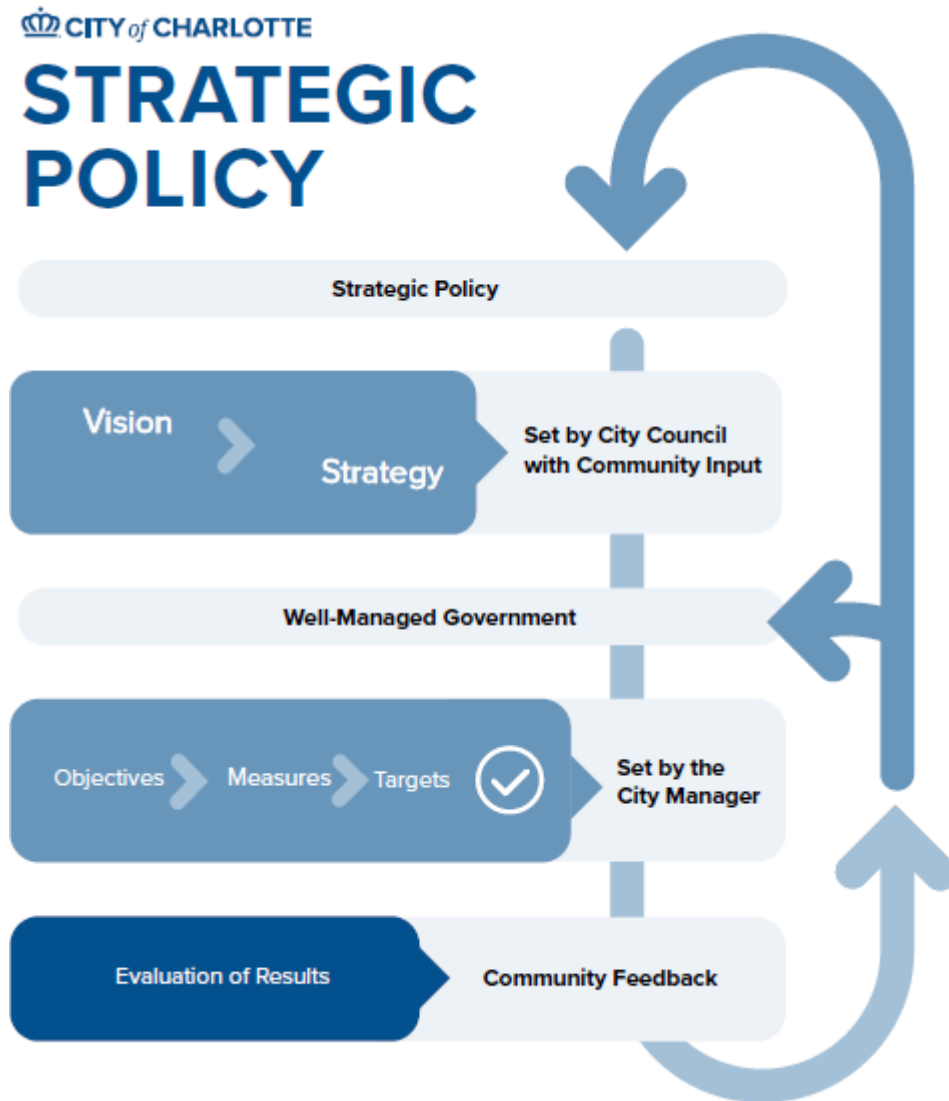 CITY of CHARLOTTE
STRATEGIC
POLICY
Strategic Policy
Vision
Strategy
Set by City Council
with Community Input
Well-Managed Government
Objectives
Measures
Targets
Set by the
City Manager
Evaluation of Results
Community Feedback